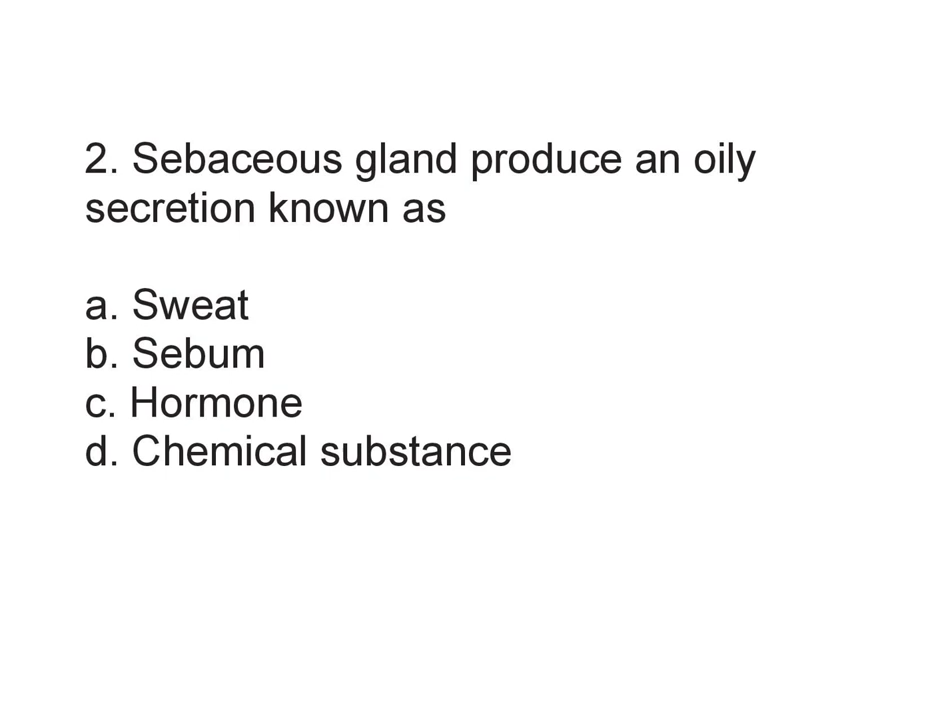 2. Sebaceous gland produce an oily
secretion known as
a. Sweat
b. Sebum
c. Hormone
d. Chemical substance